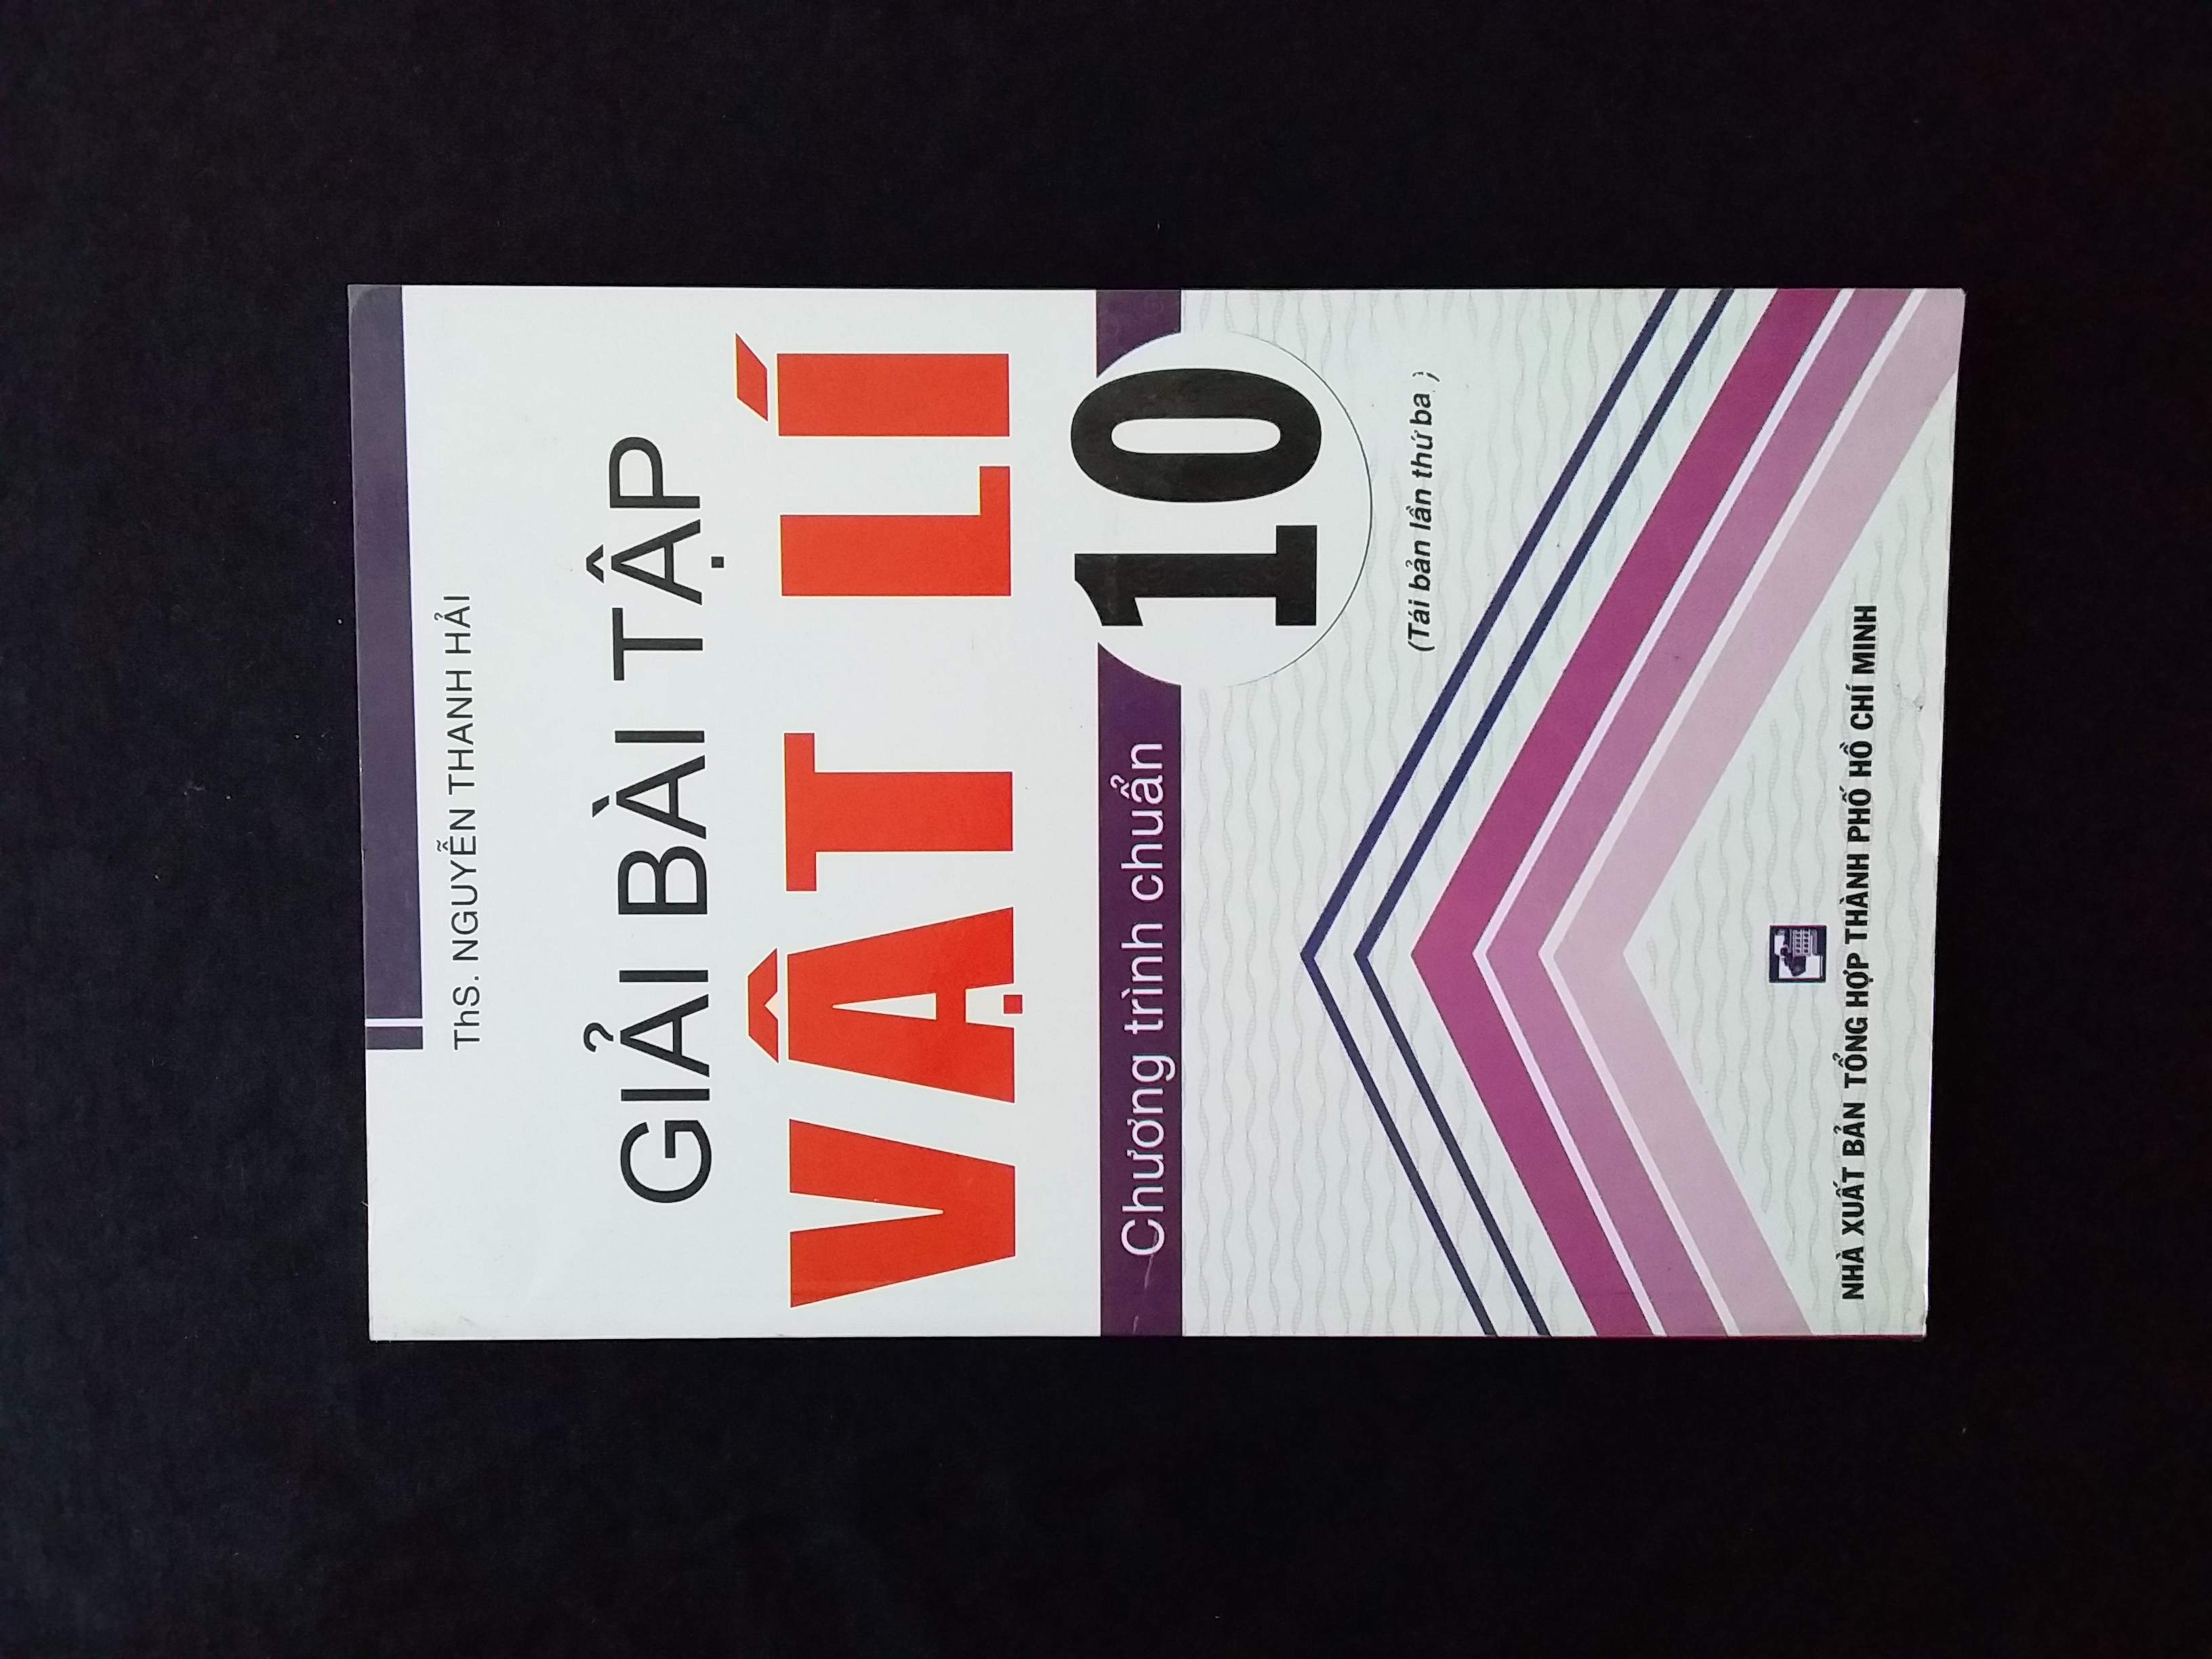 ThS. NGUYỄN THANH HẢI
GIẢI BÀI TẬP
VẬT LÍ
Chương trình chuẩn
10
(Tái bản lần thứ ba )
NHÀ XUẤT BẢN TỔNG HỢP THÀNH PHỐ HỒ CHÍ MINH